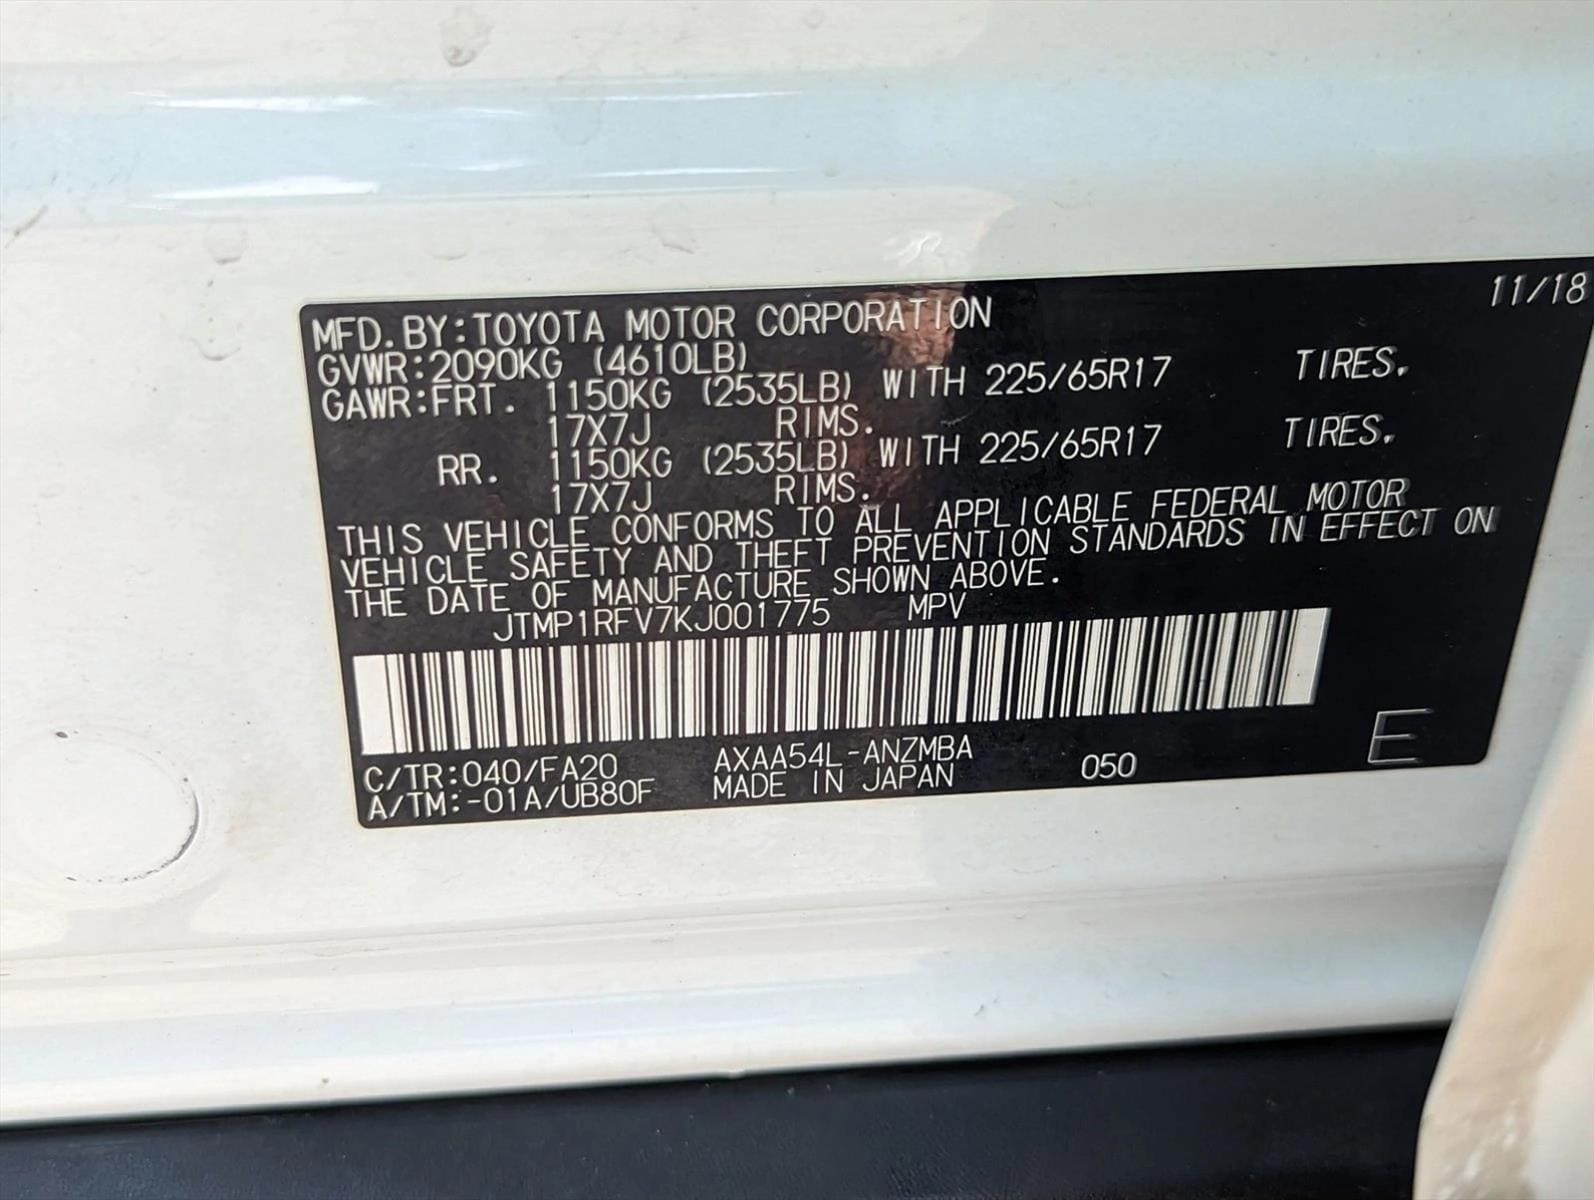 11/18
MFD. BY:TOYOTA MOTOR CORPORATION
GVWR:2090KG (4610LB)
GAWR:FRT. 1150KG (2535LB) WITH 225/65R17 TIRES.
17X7J RIMS.
RR. 1150KG (2535LB) WITH 225/65R17 TIRES.
17X7J RIMS.
THIS VEHICLE CONFORMS TO ALL APPLICABLE FEDERAL MOTOR
VEHICLE SAFETY AND THEFT PREVENTION STANDARDS IN EFFECT ON
THE DATE OF MANUFACTURE SHOWN ABOVE.
JTMP1RFV7KJ001775 MPV
C/TR:040/FA20 AXAA54L-ANZMBA
A/TM:-01A/UB80F MADE IN JAPAN 050 E